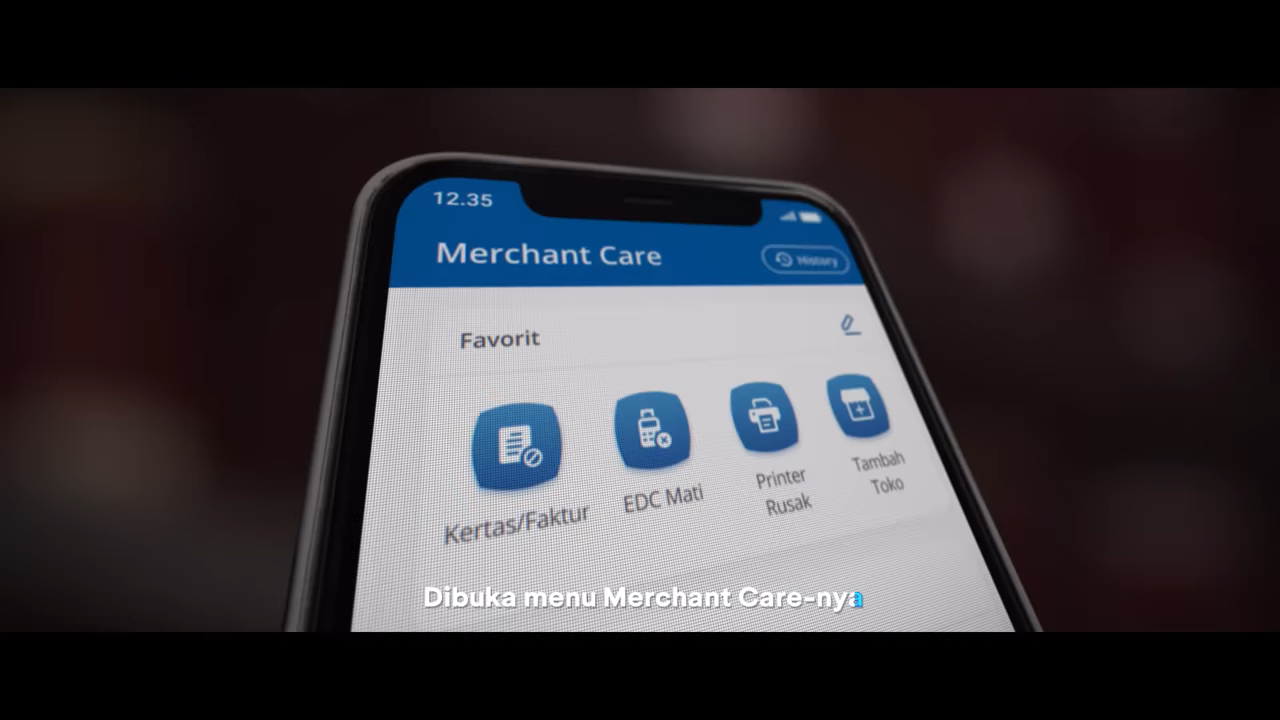 12.35
Merchant Care
History
Favorit
Kertas/Faktur
EDC Mati
Printer
Rusak
Tambah
Toko
Dibuka menu Merchant Care-nya